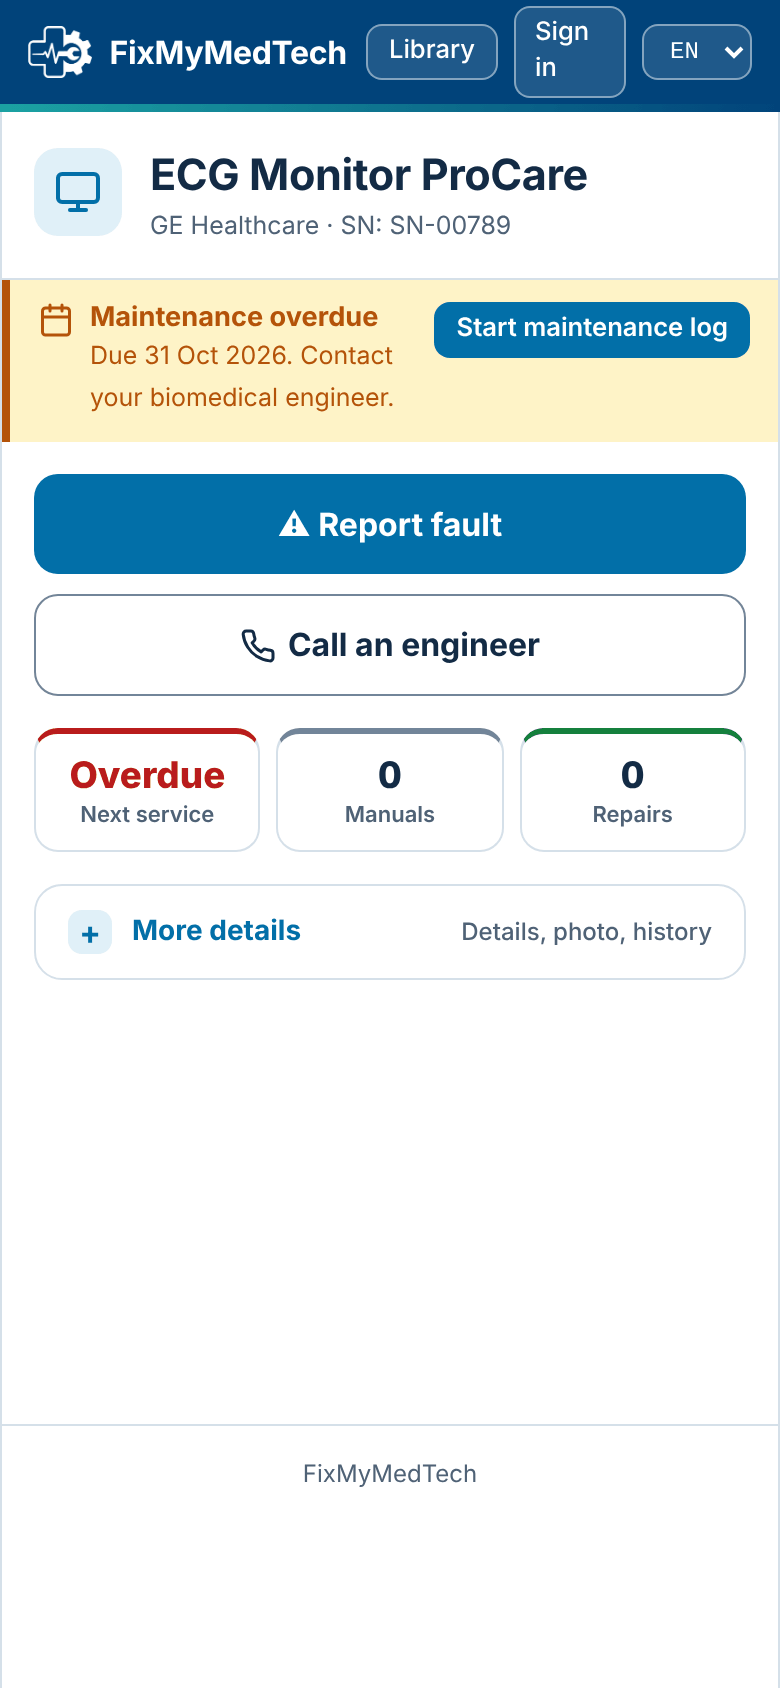 FixMyMedTech
Library
Sign
in
EN
ECG Monitor ProCare
GE Healthcare · SN: SN-00789
Maintenance overdue
Due 31 Oct 2026. Contact
your biomedical engineer.
Start maintenance log
Report fault
Call an engineer
Overdue
Next service
0
Manuals
0
Repairs
+ More details
Details, photo, history
FixMyMedTech